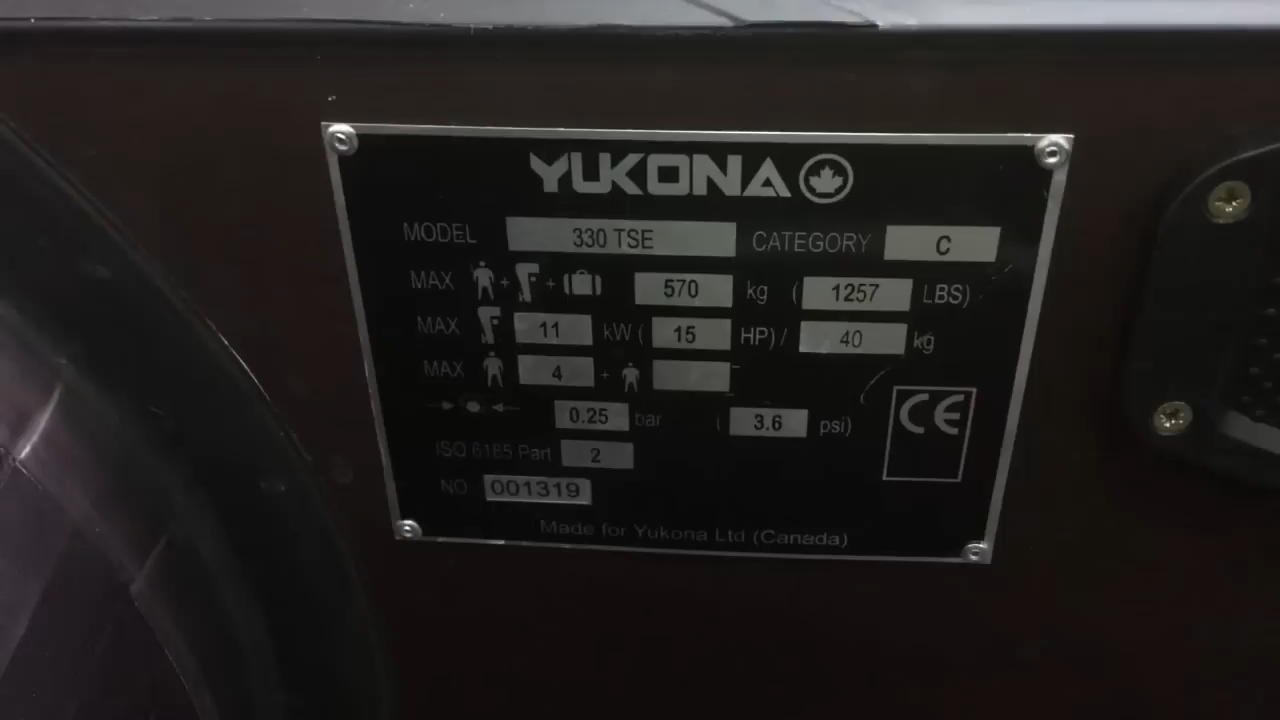 YUKONA
MODEL 330 TSE CATEGORY C
MAX + + 570 kg (1257 LBS)
MAX 11 kW (15 HP) / 40 kg
MAX 4 +
0.25 bar (3.6 psi)
ISO 6185 Part 2
NO 001319
CE
Made for Yukona Ltd (Canada)